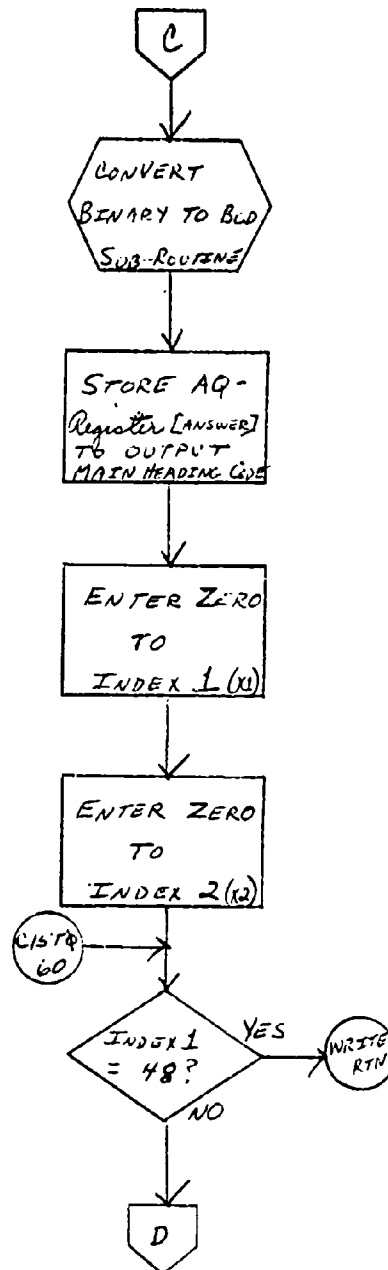 C
CONVERT
BINARY TO BCD
SUB-ROUTINE
STORE AQ-
Register [ANSWER]
TO OUTPUT
MAIN HEADING CODE
ENTER ZERO
TO
INDEX 1 (X1)
ENTER ZERO
TO
INDEX 2 (X2)
60
INDEX 1
= 48?
YES
WRITE
RTN
NO
D